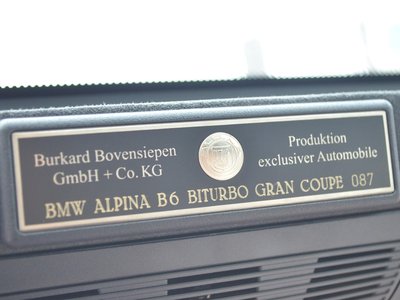 Burkard Bovensiepen
GmbH + Co. KG
Produktion
exclusiver Automobile
BMW ALPINA B6 BITURBO GRAN COUPE 087